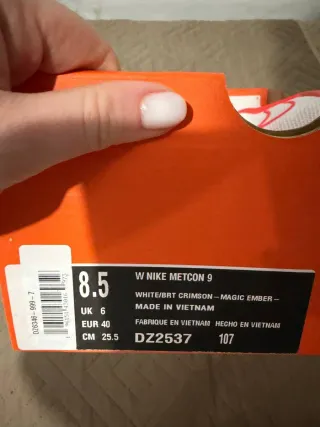 8.5
UK 6
EUR 40
CM 25.5
W NIKE METCON 9
WHITE/BRT CRIMSON–MAGIC EMBER–
MADE IN VIETNAM
FABRIQUE EN VIETNAM HECHO EN VIETNAM
DZ2537 107